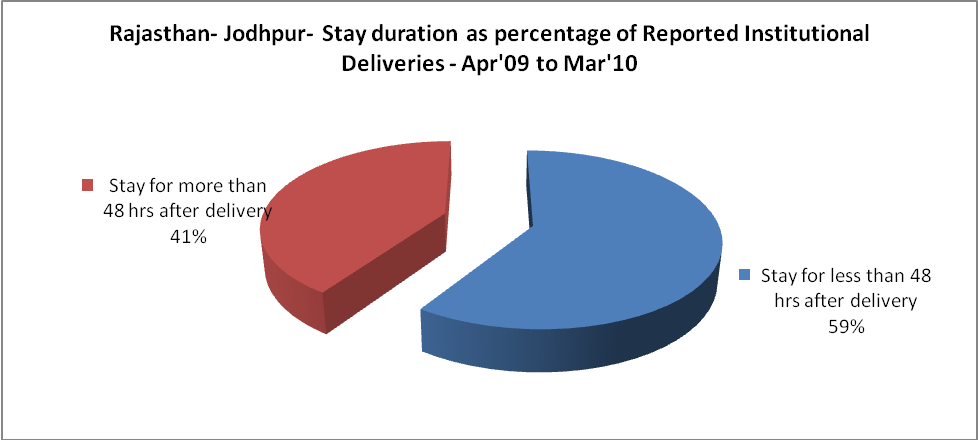 Rajasthan- Jodhpur- Stay duration as percentage of Reported Institutional
Deliveries - Apr'09 to Mar'10
Stay for more than
48 hrs after delivery
41%
Stay for less than 48
hrs after delivery
59%